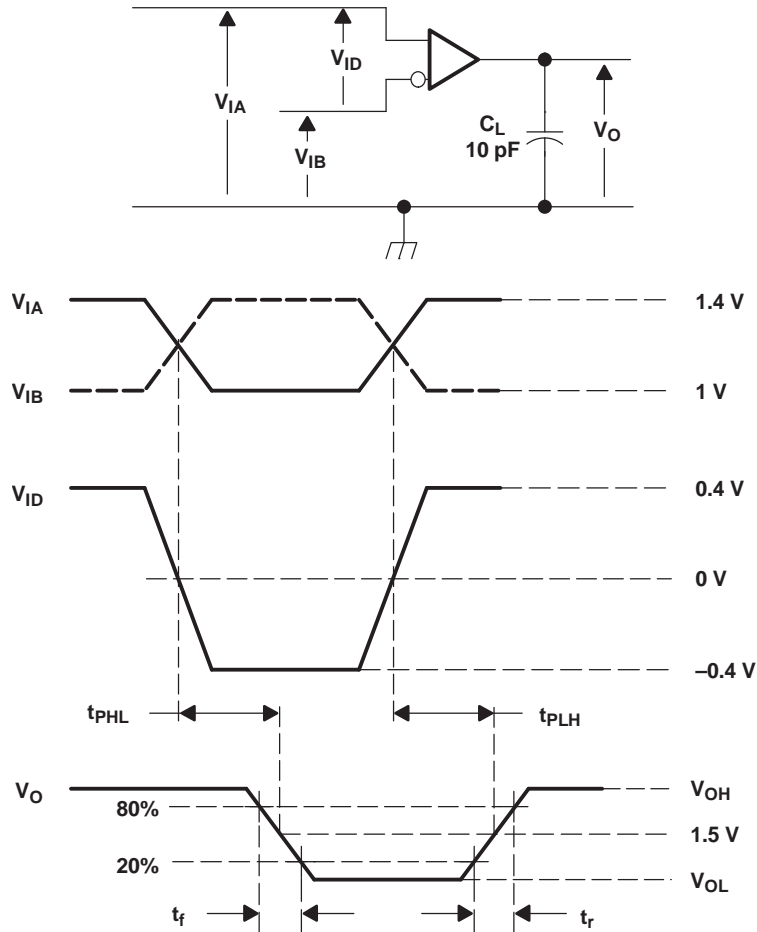 V_ID
V_IA
V_IB
C_L
10 pF
V_O
V_IA
1.4 V
V_IB
1 V
V_ID
0.4 V
0 V
–0.4 V
t_PHL
t_PLH
V_O
V_OH
80%
1.5 V
20%
V_OL
t_f
t_r